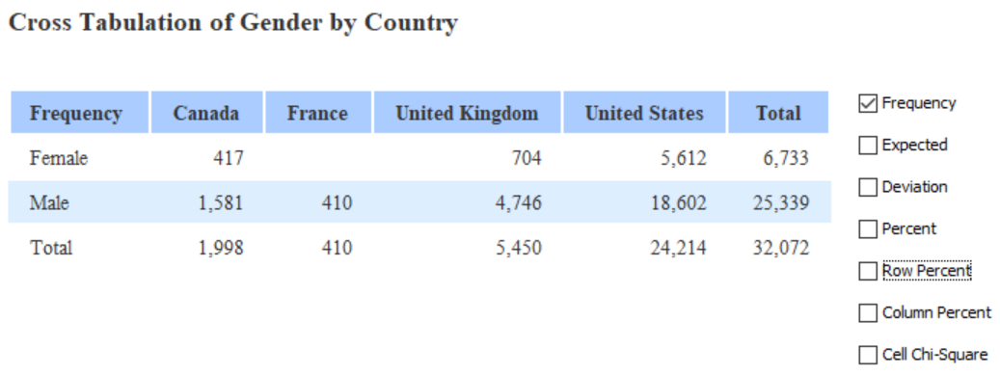 Cross Tabulation of Gender by Country
Frequency Canada France United Kingdom United States Total
Female 417 704 5,612 6,733
Male 1,581 410 4,746 18,602 25,339
Total 1,998 410 5,450 24,214 32,072
Frequency
Expected
Deviation
Percent
Row Percent
Column Percent
Cell Chi-Square